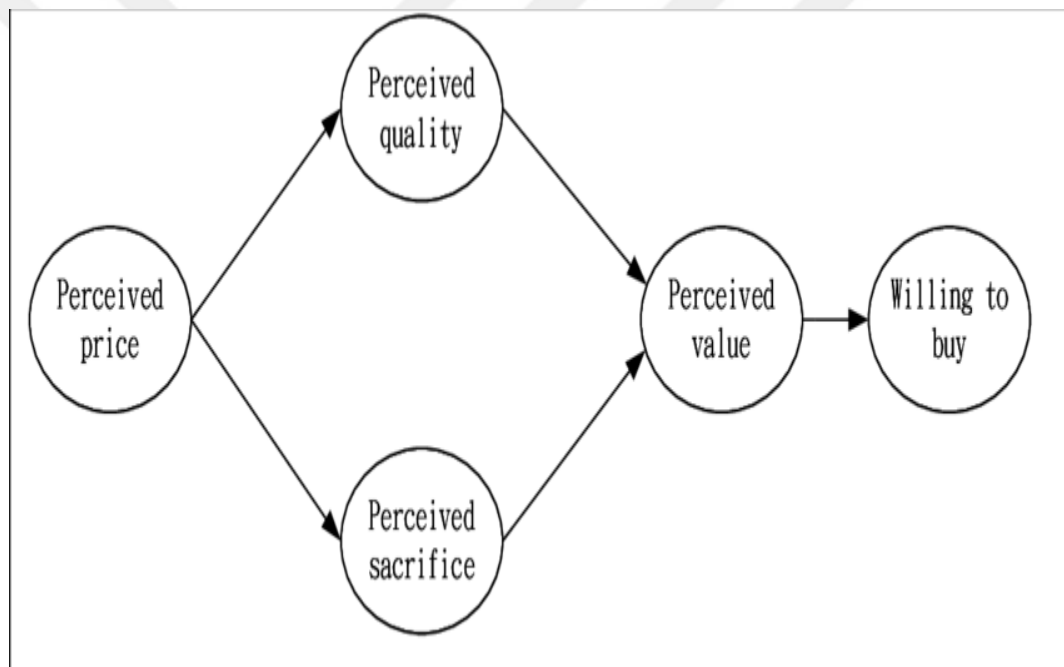 Perceived
quality
Perceived
price
Perceived
value
Willing to
buy
Perceived
sacrifice